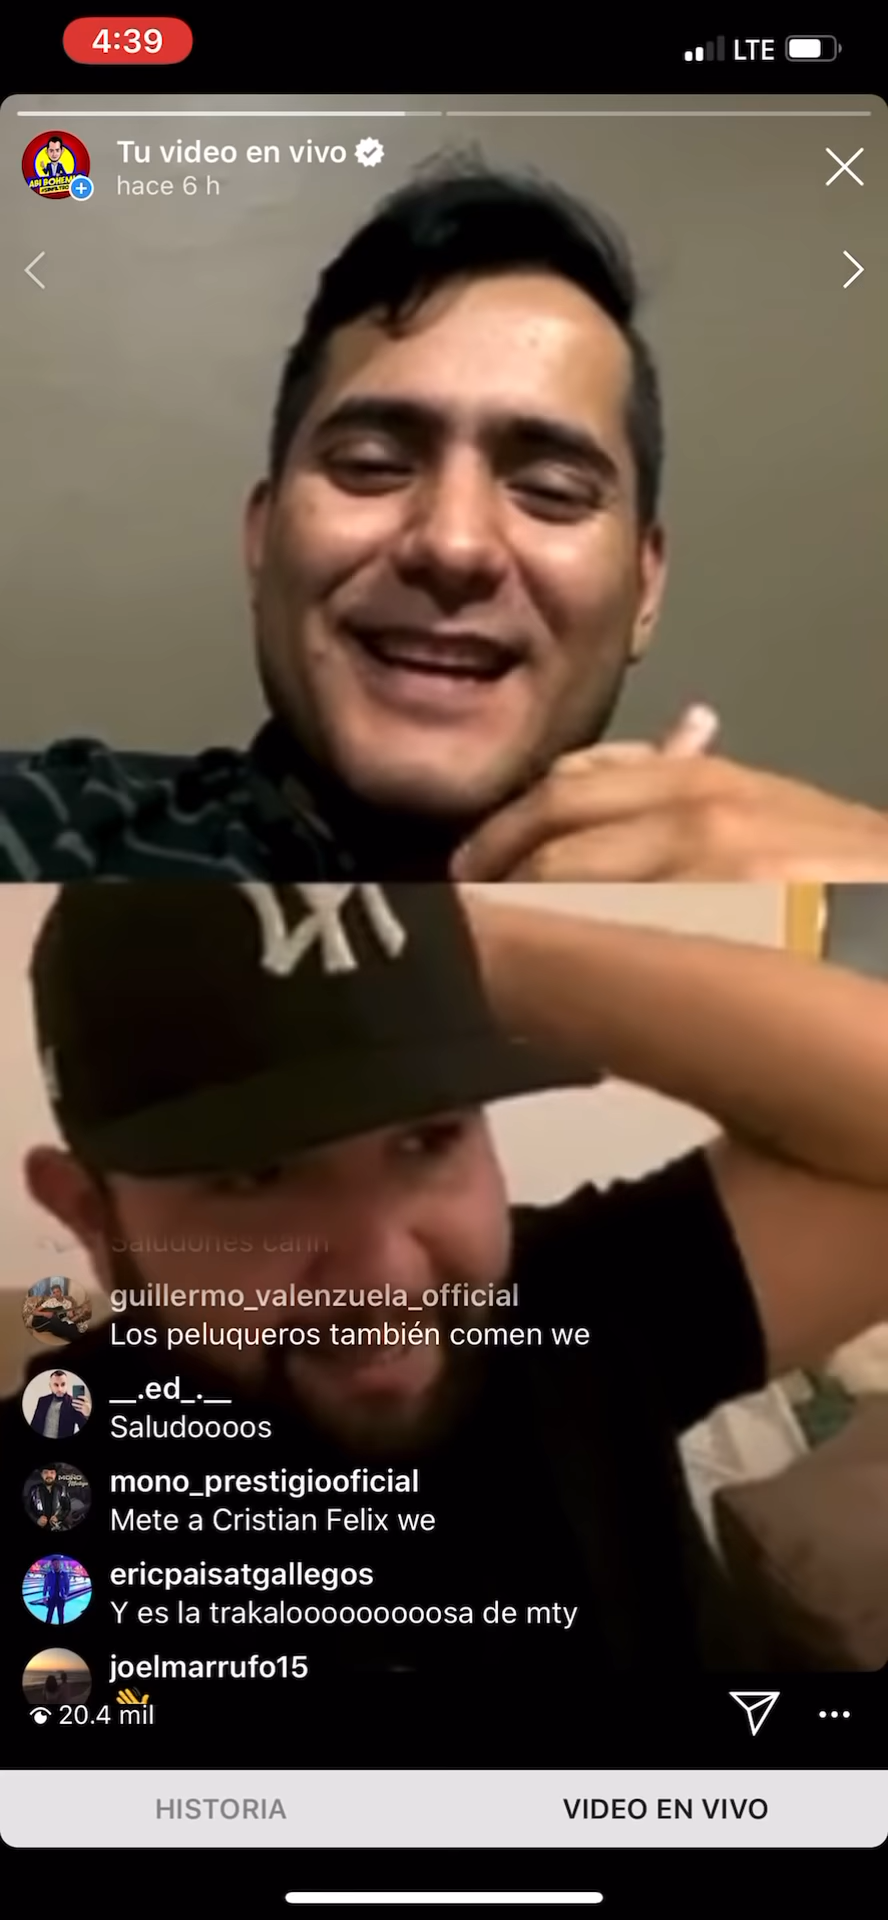 4:39
LTE
Tu video en vivo
hace 6 h
guillermo_valenzuela_official
Los peluqueros también comen we
__.ed_.__
Saludoooos
mono_prestigiooficial
Mete a Cristian Felix we
ericpaisatgallegos
Y es la trakalooooooooosa de mty
joelmarrufo15
👋
20.4 mil
HISTORIA
VIDEO EN VIVO